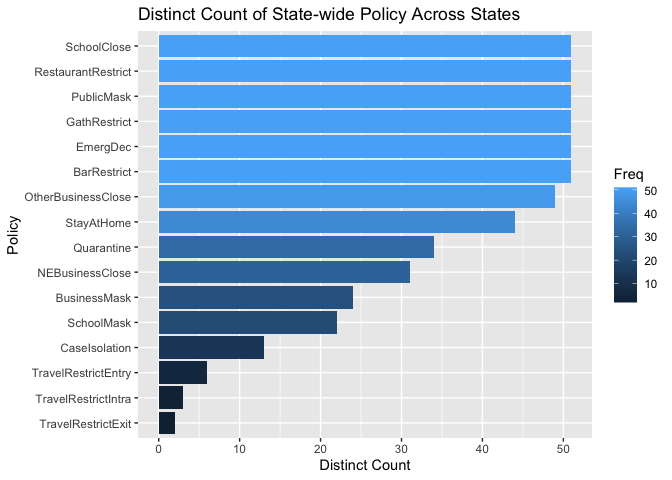 Distinct Count of State-wide Policy Across States
SchoolClose
RestaurantRestrict
PublicMask
GathRestrict
EmergDec
BarRestrict
OtherBusinessClose
StayAtHome
Quarantine
NEBusinessClose
BusinessMask
SchoolMask
CaseIsolation
TravelRestrictEntry
TravelRestrictIntra
TravelRestrictExit
Policy
0 10 20 30 40 50
Distinct Count
Freq
50
40
30
20
10